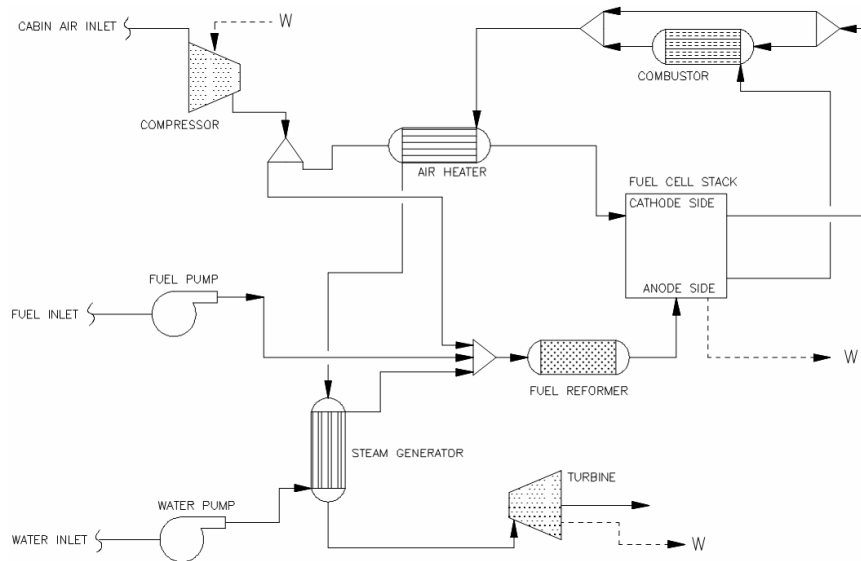 CABIN AIR INLET
W
COMBUSTOR
COMPRESSOR
AIR HEATER
FUEL CELL STACK
CATHODE SIDE
FUEL PUMP
ANODE SIDE
FUEL INLET
W
FUEL REFORMER
STEAM GENERATOR
TURBINE
WATER PUMP
WATER INLET
W